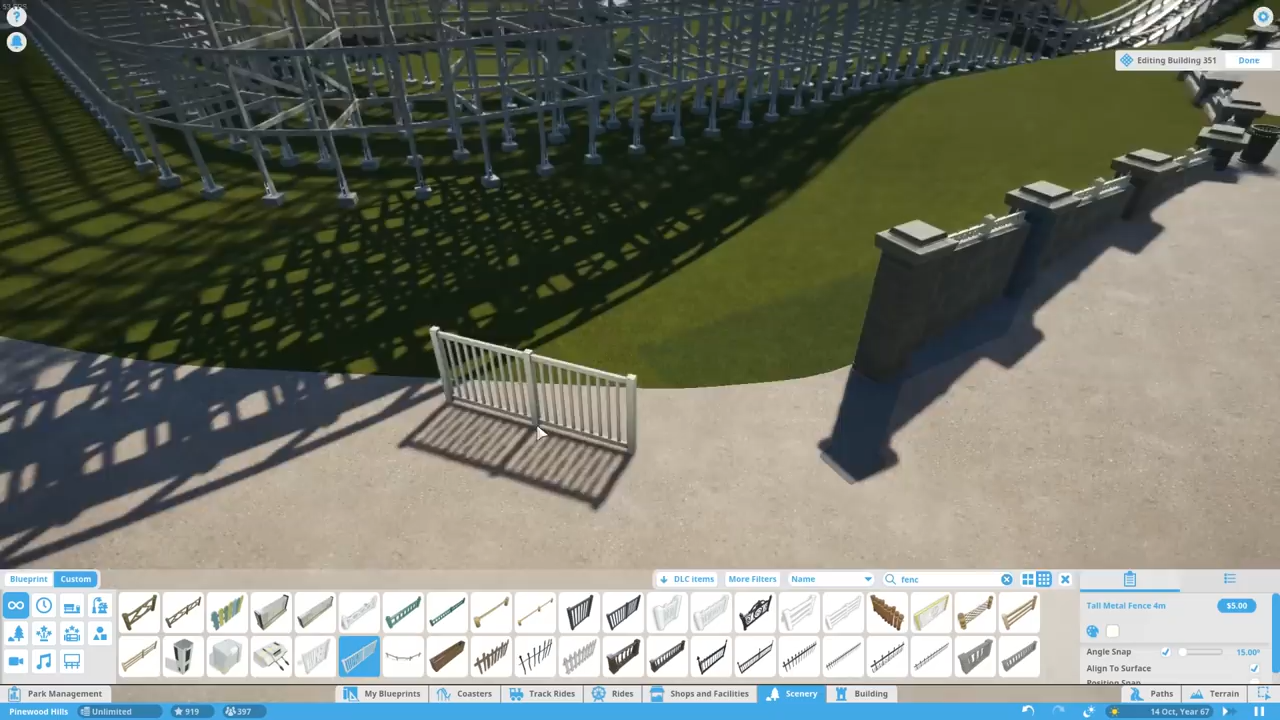 ?
Editing Building 351 Done
Blueprint Custom
DLC items More Filters Name fenc
Tall Metal Fence 4m $5.00
Angle Snap 15.00°
Align To Surface
Park Management My Blueprints Coasters Track Rides Rides Shops and Facilities Scenery Building Paths Terrain
Pinewood Hills Unlimited 919 397 14 Oct, Year 67